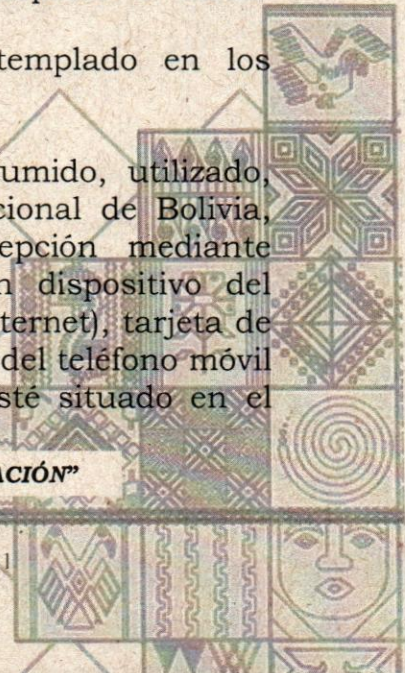 templado en los
umido, utilizado,
cional de Bolivia,
epción mediante
n dispositivo del
ternet), tarjeta de
del teléfono móvil
sté situado en el
ACIÓN”
1